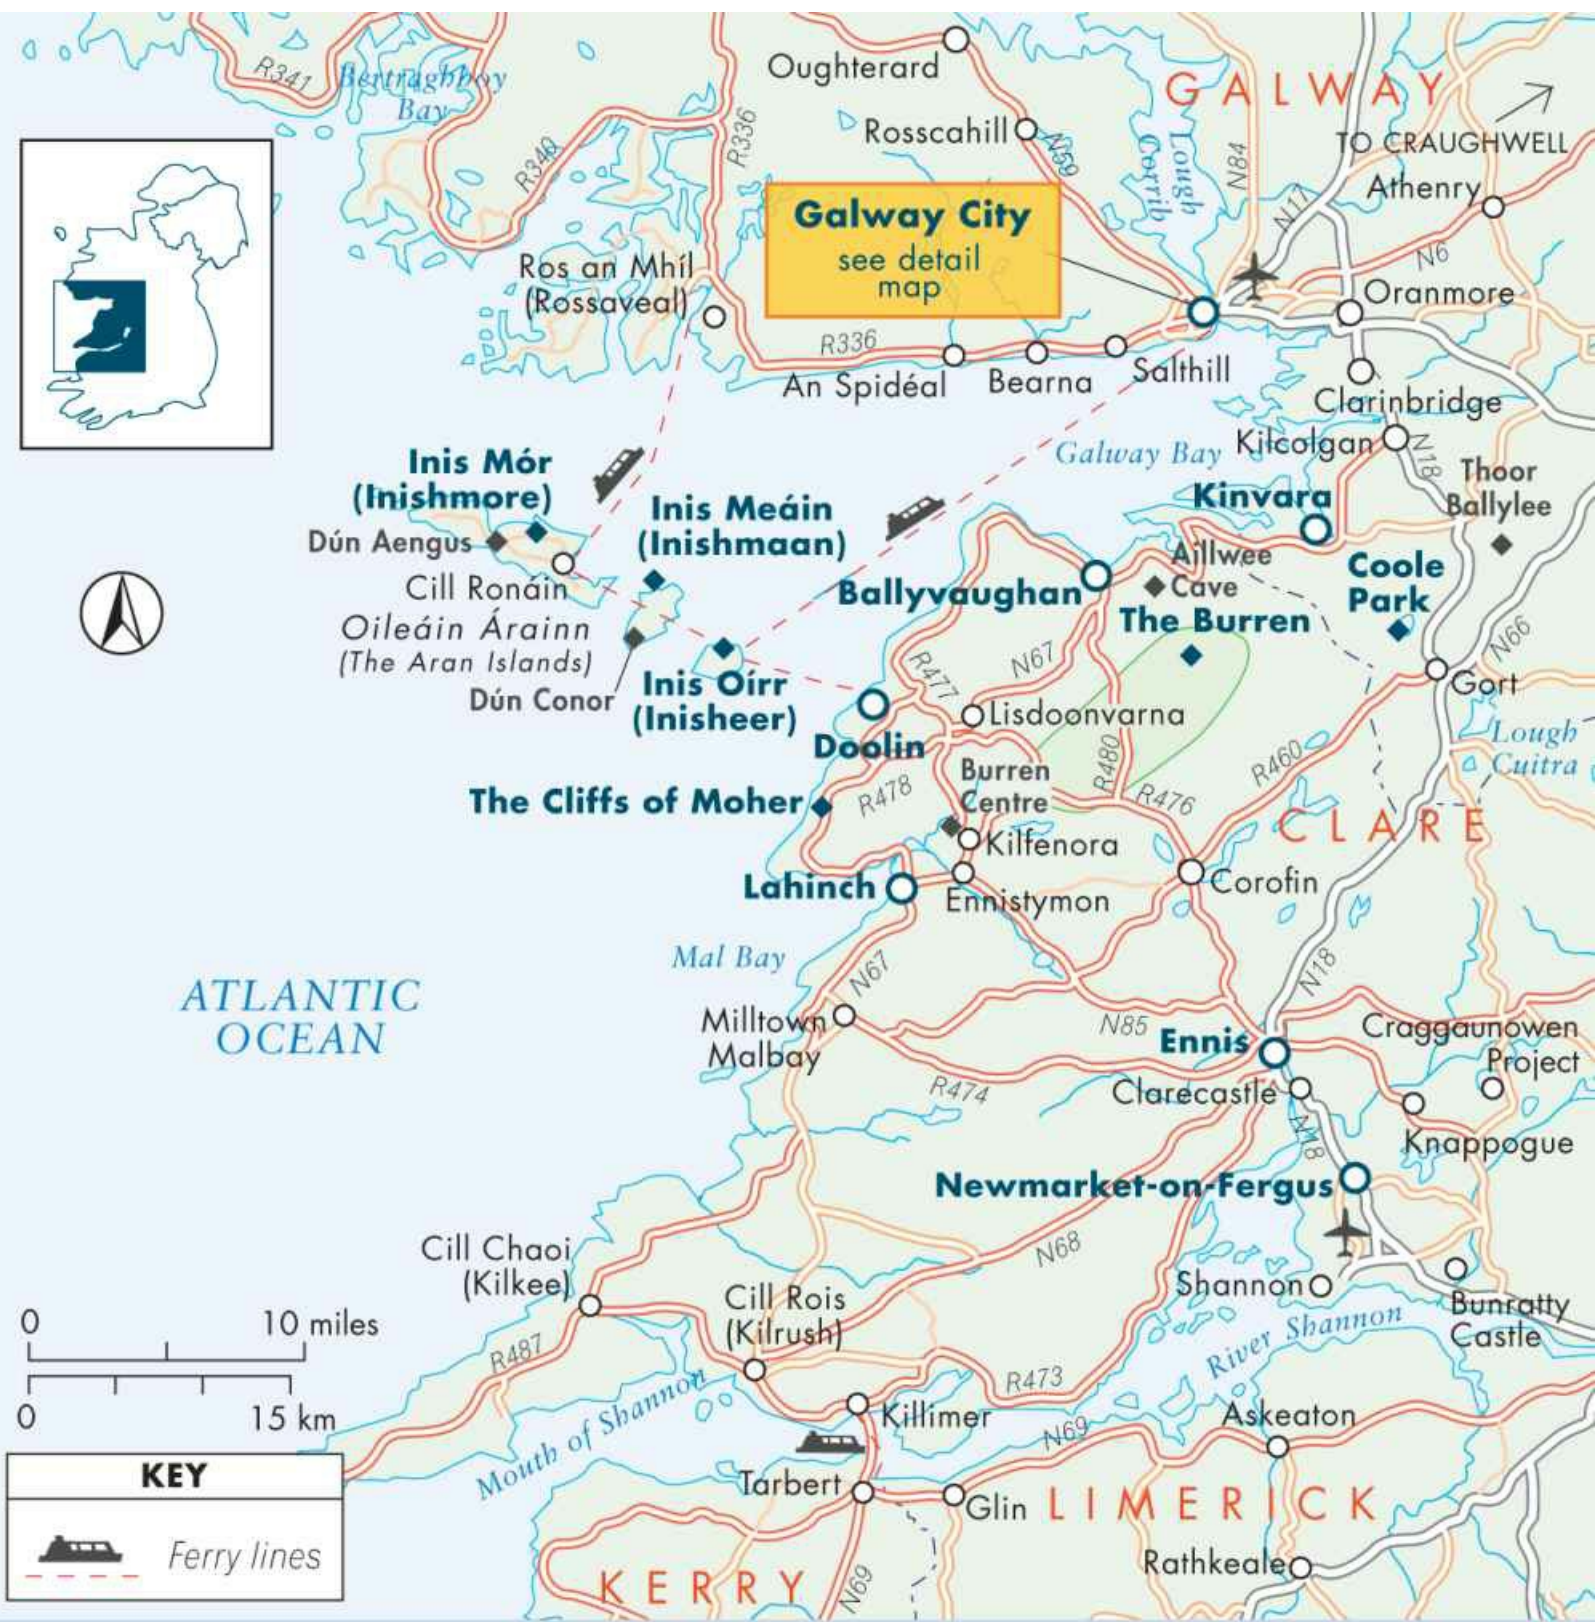 R341
Bertraghboy
Bay
R340
R336
Oughterard
Rosscahill
N59
Lough
Corrib
N84
GALWAY
N17
TO CRAUGHWELL
Athenry
N6
Galway City
see detail
map
Ros an Mhíl
(Rossaveal)
Oranmore
R336
An Spidéal
Bearna
Salthill
Clarinbridge
Galway Bay
Kilcolgan
N18
Thoor
Ballylee
Inis Mór
(Inishmore)
Dún Aengus
Inis Meáin
(Inishmaan)
Kinvara
Cill Ronáin
Oileáin Árainn
(The Aran Islands)
Dún Conor
Ballyvaughan
Aillwee
Cave
The Burren
Coole
Park
N66
Gort
Inis Oírr
(Inisheer)
R477
N67
Lisdoonvarna
Doolin
R480
R460
Lough
Cuitra
The Cliffs of Moher
R478
Burren
Centre
R476
CLARE
Kilfenora
Lahinch
Ennistymon
Corofin
Mal Bay
N67
N18
ATLANTIC
OCEAN
Milltown
Malbay
N85
Ennis
Craggaunowen
Project
R474
Clarecastle
N18
Knappogue
Newmarket-on-Fergus
N68
Cill Chaoi
(Kilkee)
Shannon
Bunratty
Castle
River Shannon
Cill Rois
(Kilrush)
0
10 miles
0
15 km
R487
R473
Mouth of Shannon
Killimer
Askeaton
N69
Tarbert
Glin
LIMERICK
Rathkeale
KERRY
N69
KEY
Ferry lines